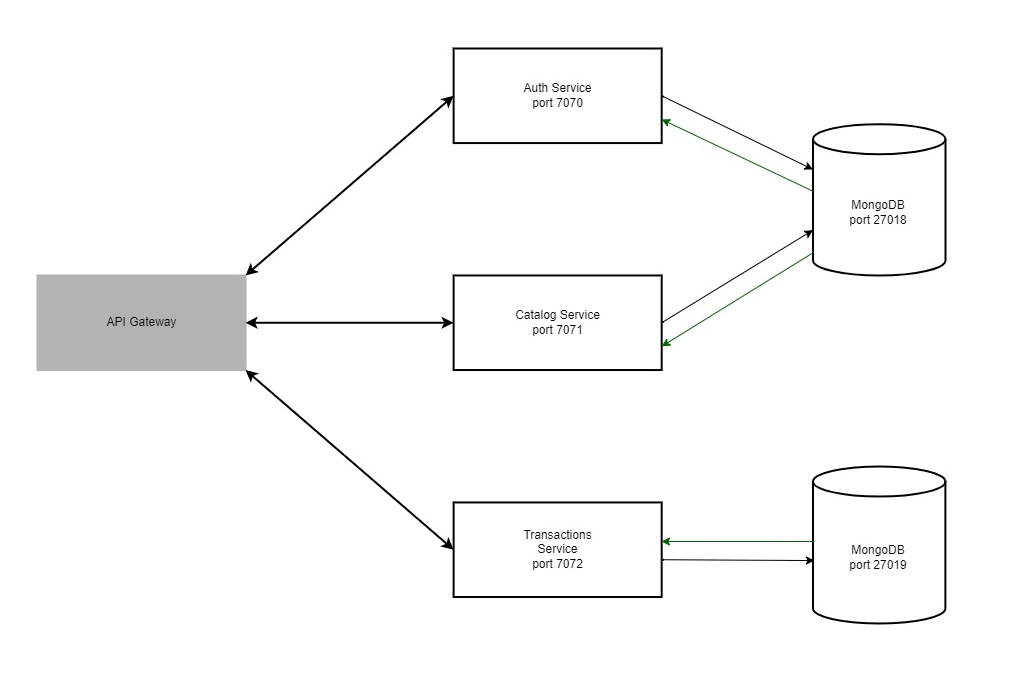 Auth Service
port 7070
MongoDB
port 27018
API Gateway
Catalog Service
port 7071
Transactions
Service
port 7072
MongoDB
port 27019